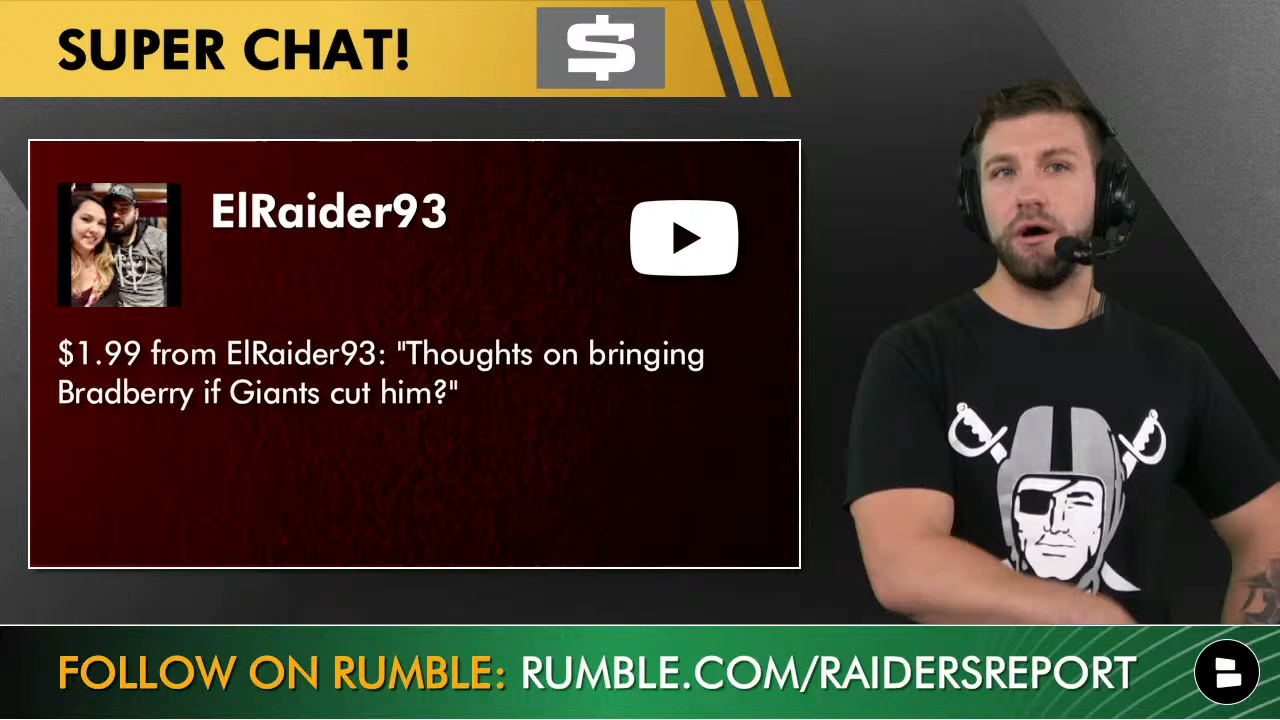 SUPER CHAT!
$
ElRaider93
$1.99 from ElRaider93: "Thoughts on bringing
Bradberry if Giants cut him?"
FOLLOW ON RUMBLE: RUMBLE.COM/RAIDERSREPORT